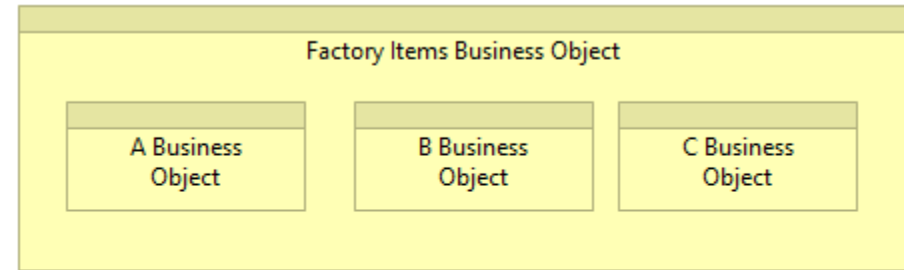 Factory Items Business Object
A Business
Object
B Business
Object
C Business
Object